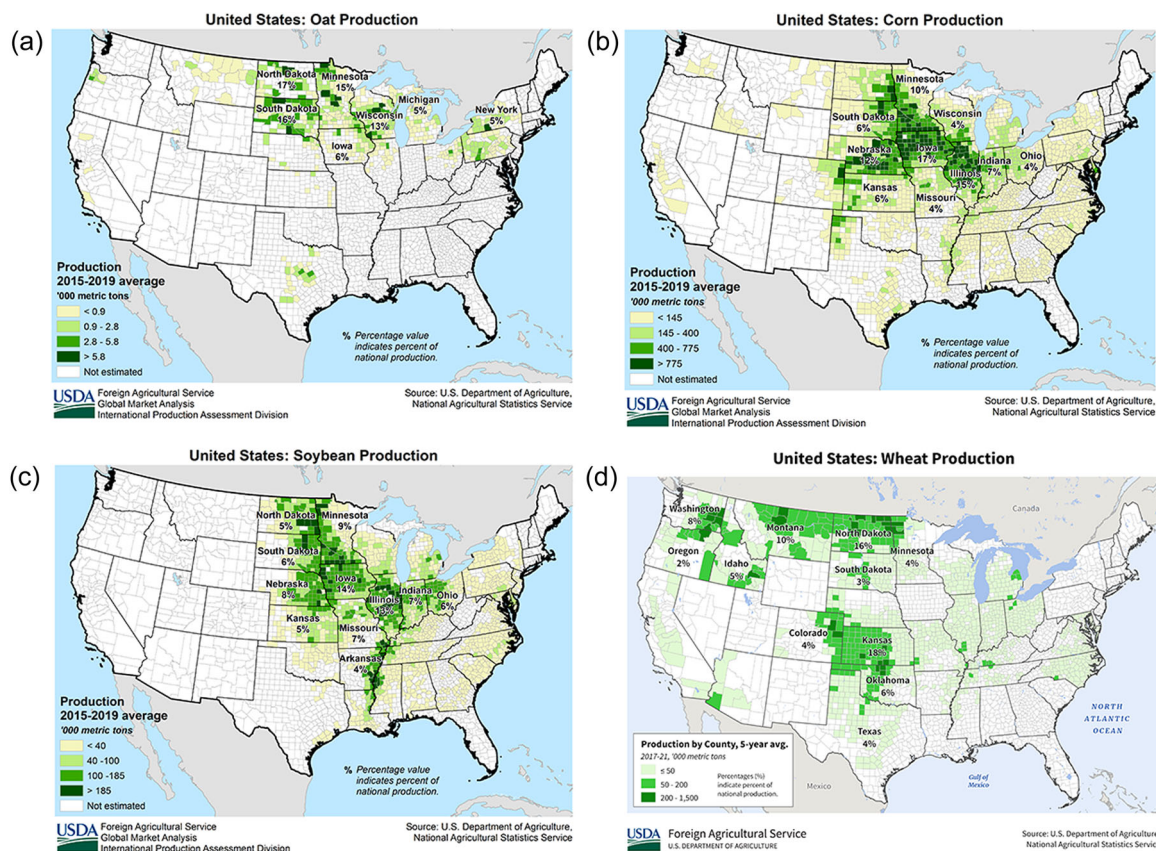 (a)
United States: Oat Production
North Dakota
17%
Minnesota
15%
South Dakota
16%
Wisconsin
13%
Michigan
5%
New York
5%
Iowa
6%
Production
2015-2019 average
'000 metric tons
< 0.9
0.9 - 2.8
2.8 - 5.8
> 5.8
Not estimated
% Percentage value
indicates percent of
national production.
USDA
Foreign Agricultural Service
Global Market Analysis
International Production Assessment Division
Source: U.S. Department of Agriculture,
National Agricultural Statistics Service
(b)
United States: Corn Production
Minnesota
10%
South Dakota
6%
Wisconsin
4%
Nebraska
12%
Iowa
17%
Illinois
15%
Indiana
7%
Ohio
4%
Kansas
6%
Missouri
4%
Production
2015-2019 average
'000 metric tons
< 145
145 - 400
400 - 775
> 775
Not estimated
% Percentage value
indicates percent of
national production.
USDA
Foreign Agricultural Service
Global Market Analysis
International Production Assessment Division
Source: U.S. Department of Agriculture,
National Agricultural Statistics Service
(c)
United States: Soybean Production
North Dakota
5%
Minnesota
9%
South Dakota
6%
Nebraska
8%
Iowa
14%
Illinois
13%
Indiana
7%
Ohio
6%
Kansas
5%
Missouri
7%
Arkansas
4%
Production
2015-2019 average
'000 metric tons
< 40
40 -100
100 -185
> 185
Not estimated
% Percentage value
indicates percent of
national production.
USDA
Foreign Agricultural Service
Global Market Analysis
International Production Assessment Division
Source: U.S. Department of Agriculture,
National Agricultural Statistics Service
(d)
United States: Wheat Production
Canada
Washington
8%
Montana
10%
North Dakota
16%
Minnesota
4%
Oregon
2%
Idaho
5%
South Dakota
3%
Colorado
4%
Kansas
18%
Oklahoma
6%
Texas
4%
NORTH
ATLANTIC
OCEAN
Gulf of
Mexico
Mexico
Production by County, 5-year avg.
2017-21, '000 metric tons
≤ 50
50 - 200
200 - 1,500
Percentages (%)
indicate percent of
national production.
USDA
Foreign Agricultural Service
U.S. DEPARTMENT OF AGRICULTURE
Source: U.S. Department of Agriculture,
National Agricultural Statistics Service